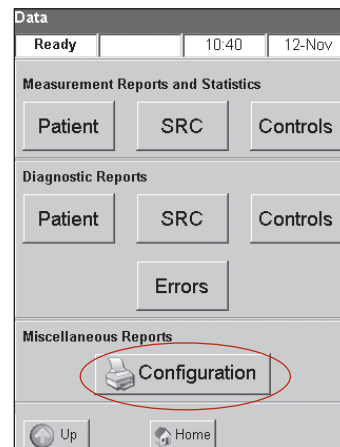 Data
Ready 10:40 12-Nov
Measurement Reports and Statistics
Patient SRC Controls
Diagnostic Reports
Patient SRC Controls
Errors
Miscellaneous Reports
Configuration
Up Home